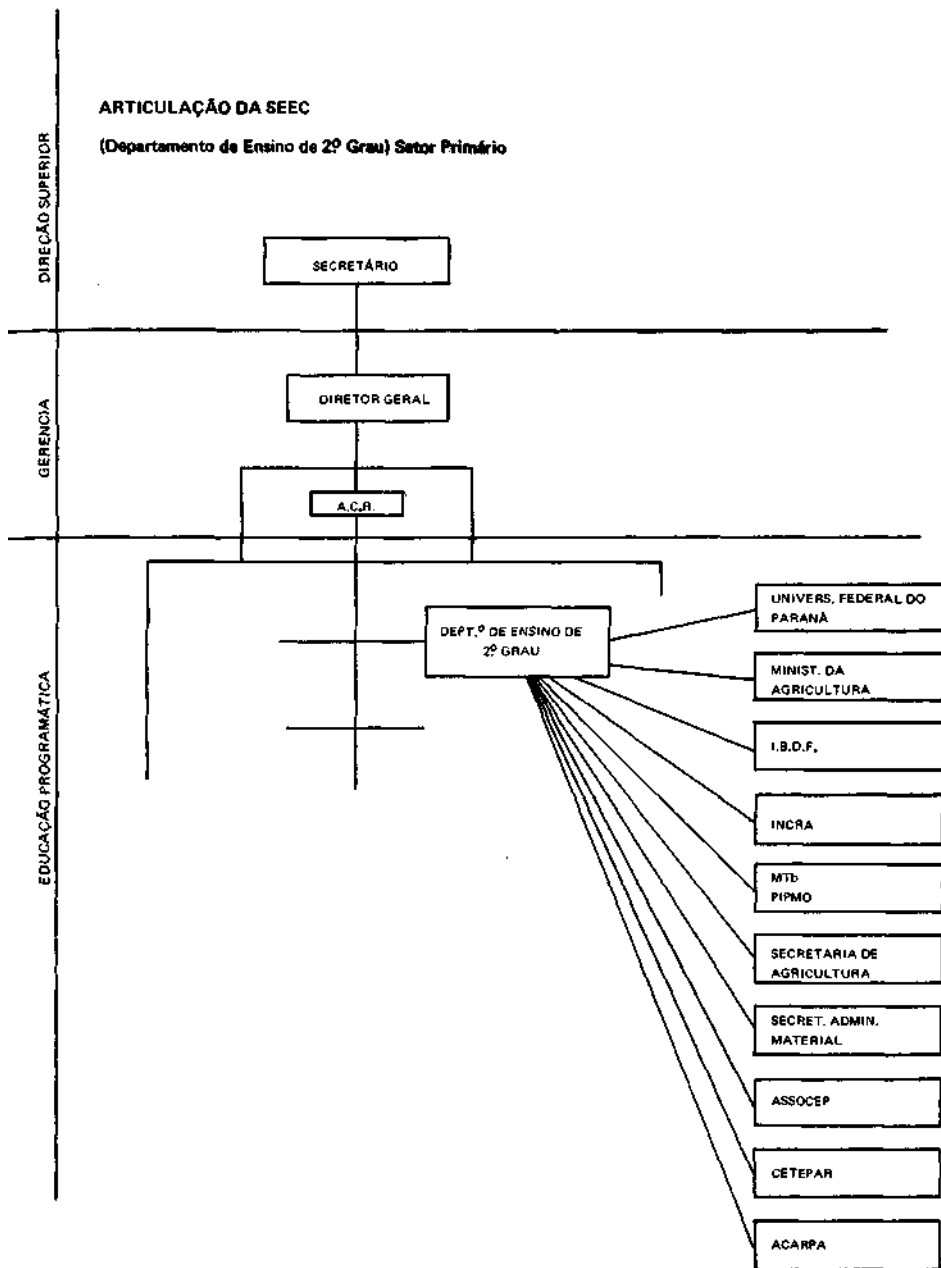 ARTICULAÇÃO DA SEEC
(Departamento de Ensino de 2º Grau) Setor Primário
DIREÇÃO SUPERIOR
SECRETÁRIO
GERENCIA
DIRETOR GERAL
A.C.R.
EDUCAÇÃO PROGRAMÁTICA
DEPT.º DE ENSINO DE
2º GRAU
UNIVERS. FEDERAL DO
PARANÁ
MINIST. DA
AGRICULTURA
I.B.D.F.
INCRA
MTb
PIPMO
SECRETARIA DE
AGRICULTURA
SECRET. ADMIN.
MATERIAL
ASSOCEP
CETEPAR
ACARPA